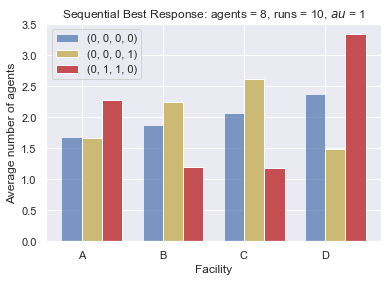 Sequential Best Response: agents = 8, runs = 10, au = 1
3.5
3.0
2.5
2.0
1.5
1.0
0.5
0.0
Average number of agents
(0, 0, 0, 0)
(0, 0, 0, 1)
(0, 1, 1, 0)
A B C D
Facility